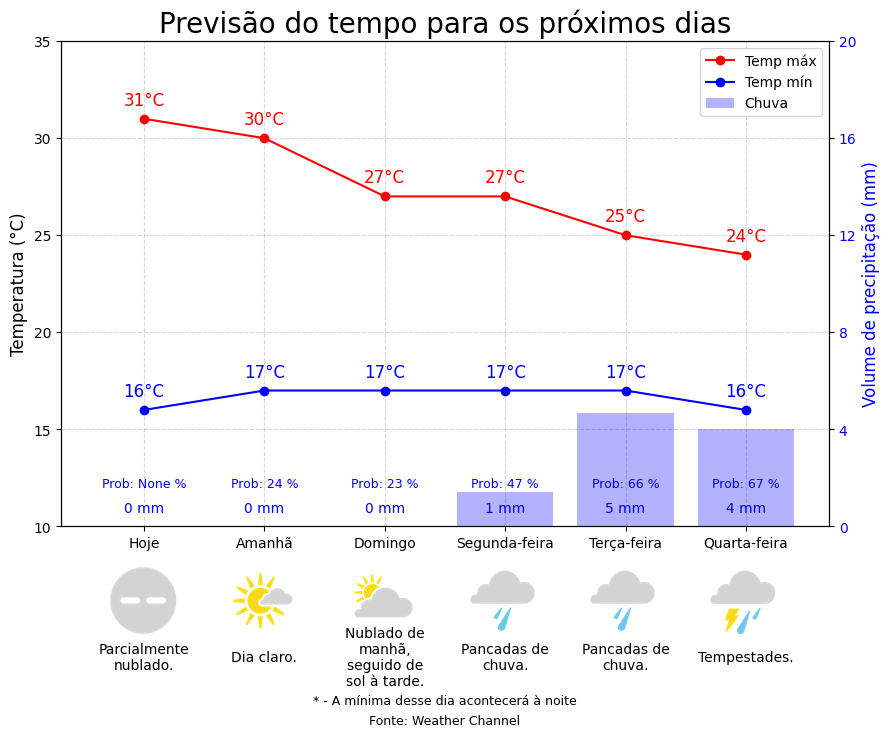 Previsão do tempo para os próximos dias
35
30
25
20
15
10
Temperatura (°C)
20
16
12
8
4
0
Volume de precipitação (mm)
Temp máx
Temp mín
Chuva
31°C
30°C
27°C
27°C
25°C
24°C
16°C
17°C
17°C
17°C
17°C
16°C
Prob: None %
Prob: 24 %
Prob: 23 %
Prob: 47 %
Prob: 66 %
Prob: 67 %
0 mm
0 mm
0 mm
1 mm
5 mm
4 mm
Hoje
Amanhã
Domingo
Segunda-feira
Terça-feira
Quarta-feira
Parcialmente
nublado.
Dia claro.
Nublado de
manhã,
seguido de
sol à tarde.
Pancadas de
chuva.
Pancadas de
chuva.
Tempestades.
* - A mínima desse dia acontecerá à noite
Fonte: Weather Channel